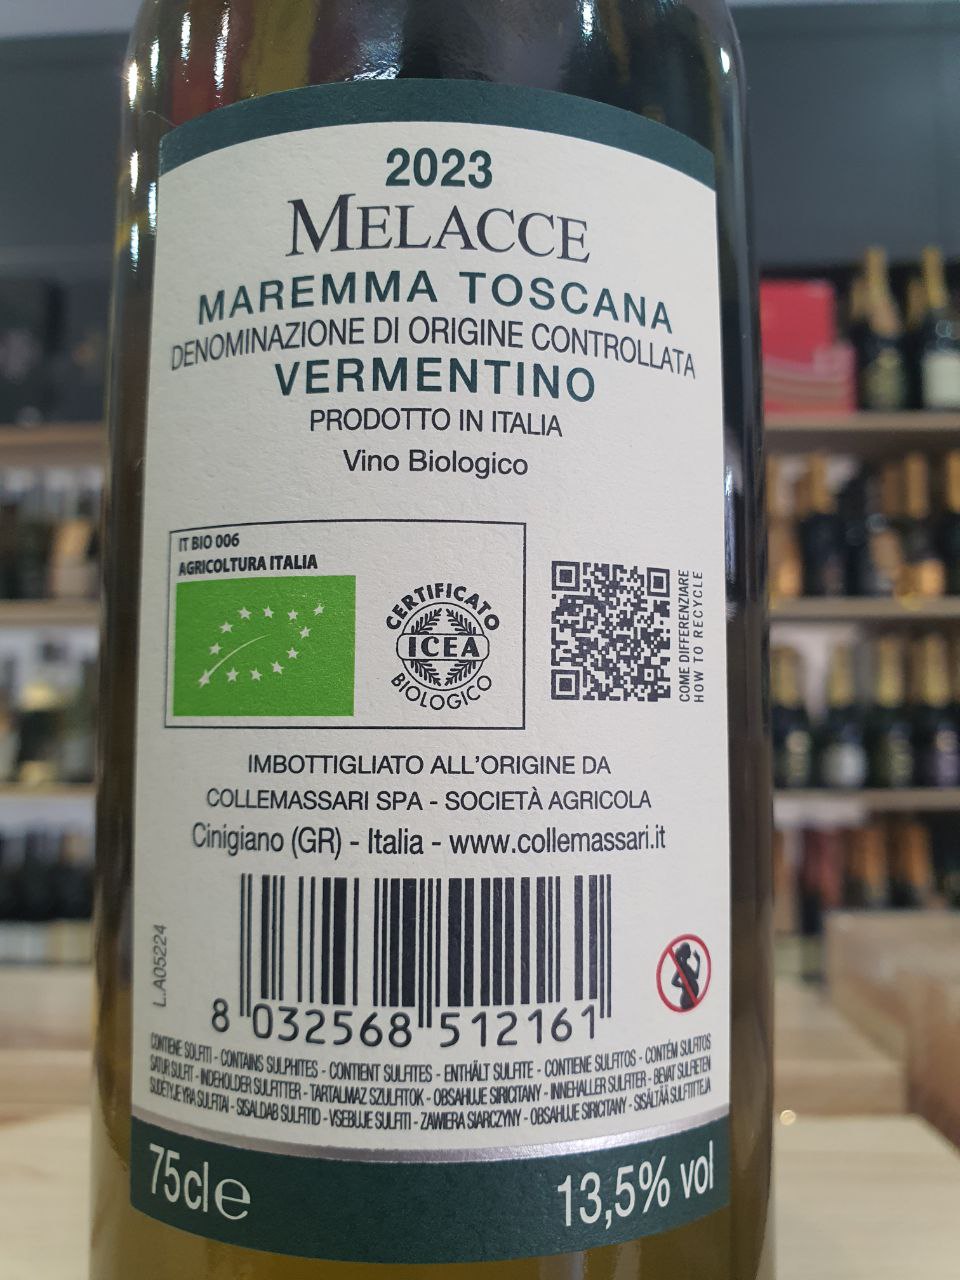 2023
MELACCE
MAREMMA TOSCANA
DENOMINAZIONE DI ORIGINE CONTROLLATA
VERMENTINO
PRODOTTO IN ITALIA
Vino Biologico
IT BIO 006
AGRICOLTURA ITALIA
CERTIFICATO
ICEA
BIOLOGICO
COME DIFFERENZIARE
HOW TO RECYCLE
IMBOTTIGLIATO ALL'ORIGINE DA
COLLEMASSARI SPA - SOCIETÀ AGRICOLA
Cinigiano (GR) - Italia - www.collemassari.it
L.A05224
8 032568 512161
CONTIENE SOLFITI - CONTAINS SULPHITES - CONTIENT SULFITES - ENTHÄLT SULFITE - CONTIENE SULFITOS - CONTÉM SULFITOS
SATUR SULFIT - INDEHOLDER SULFITTER - TARTALMAZ SZULFITOK - OBSAHUJE SIRICITANY - INNEHALLER SULFITER - BEVAT SULFIETEN
SUDETYJE YRA SULFITAI - SISALDAB SULFITID - VSEBUJE SULFITI - ZAWIERA SIARCZYNY - OBSAHUJE SIRICTANY - SISÄLTÄÄ SULFITTEJA
75cl e
13,5% vol